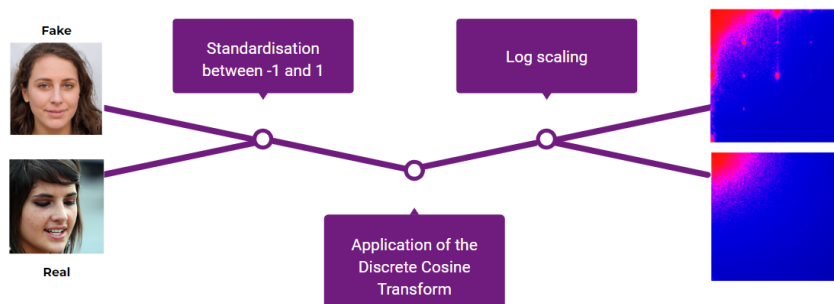 Fake
Standardisation
between -1 and 1
Log scaling
Real
Application of the
Discrete Cosine
Transform